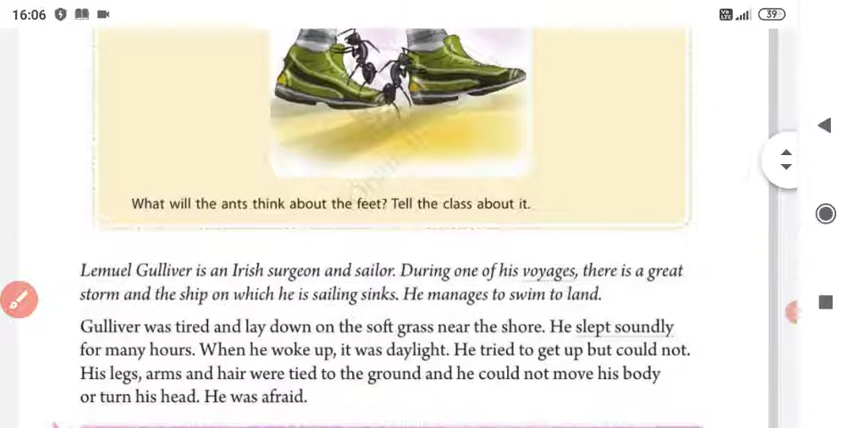 16:06
39
What will the ants think about the feet? Tell the class about it.
Lemuel Gulliver is an Irish surgeon and sailor. During one of his voyages, there is a great
storm and the ship on which he is sailing sinks. He manages to swim to land.
Gulliver was tired and lay down on the soft grass near the shore. He slept soundly
for many hours. When he woke up, it was daylight. He tried to get up but could not.
His legs, arms and hair were tied to the ground and he could not move his body
or turn his head. He was afraid.